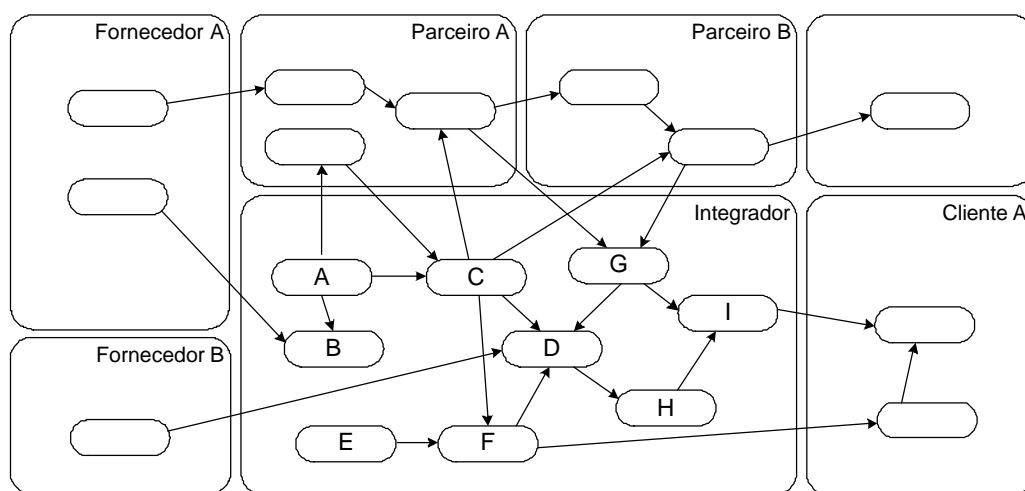 Fornecedor A
Parceiro A
Parceiro B
Integrador
Cliente A
G
A
C
I
B
D
Fornecedor B
H
E
F